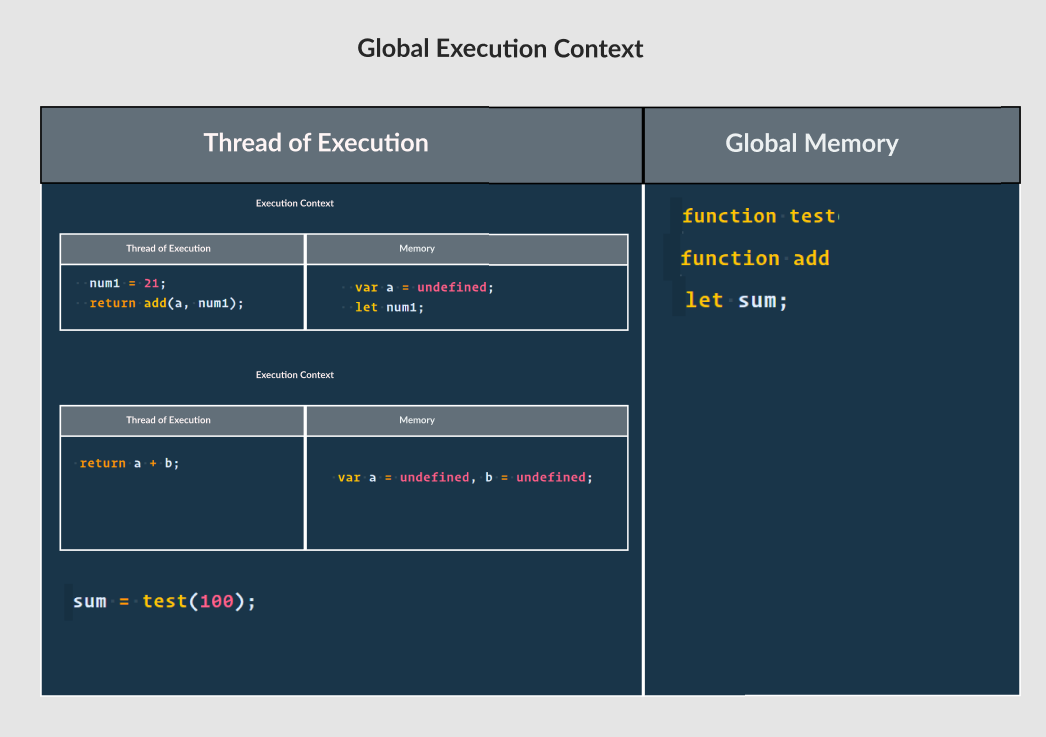 Global Execution Context
Thread of Execution
Global Memory
Execution Context
Thread of Execution
Memory
num1 = 21;
return add(a, num1);
var a = undefined;
let num1;
Execution Context
Thread of Execution
Memory
return a + b;
var a = undefined, b = undefined;
sum = test(100);
function test
function add
let sum;